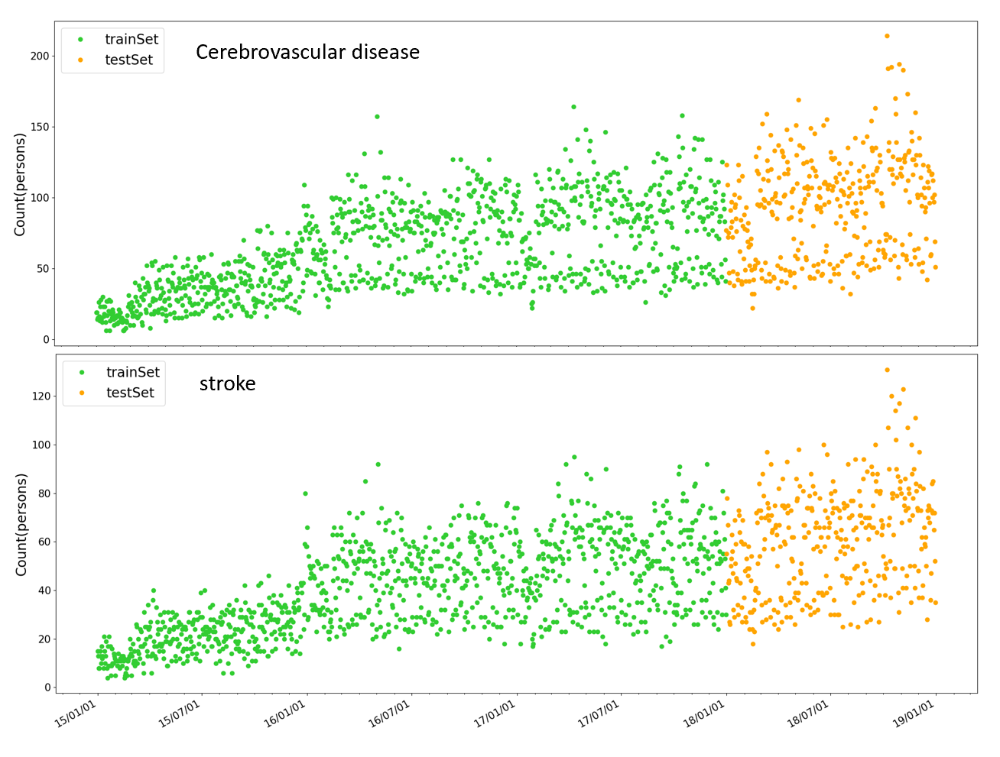 trainSet
testSet
Cerebrovascular disease
Count(persons)
200
150
100
50
0
trainSet
testSet
stroke
Count(persons)
120
100
80
60
40
20
0
15/01/01
15/07/01
16/01/01
16/07/01
17/01/01
17/07/01
18/01/01
18/07/01
19/01/01